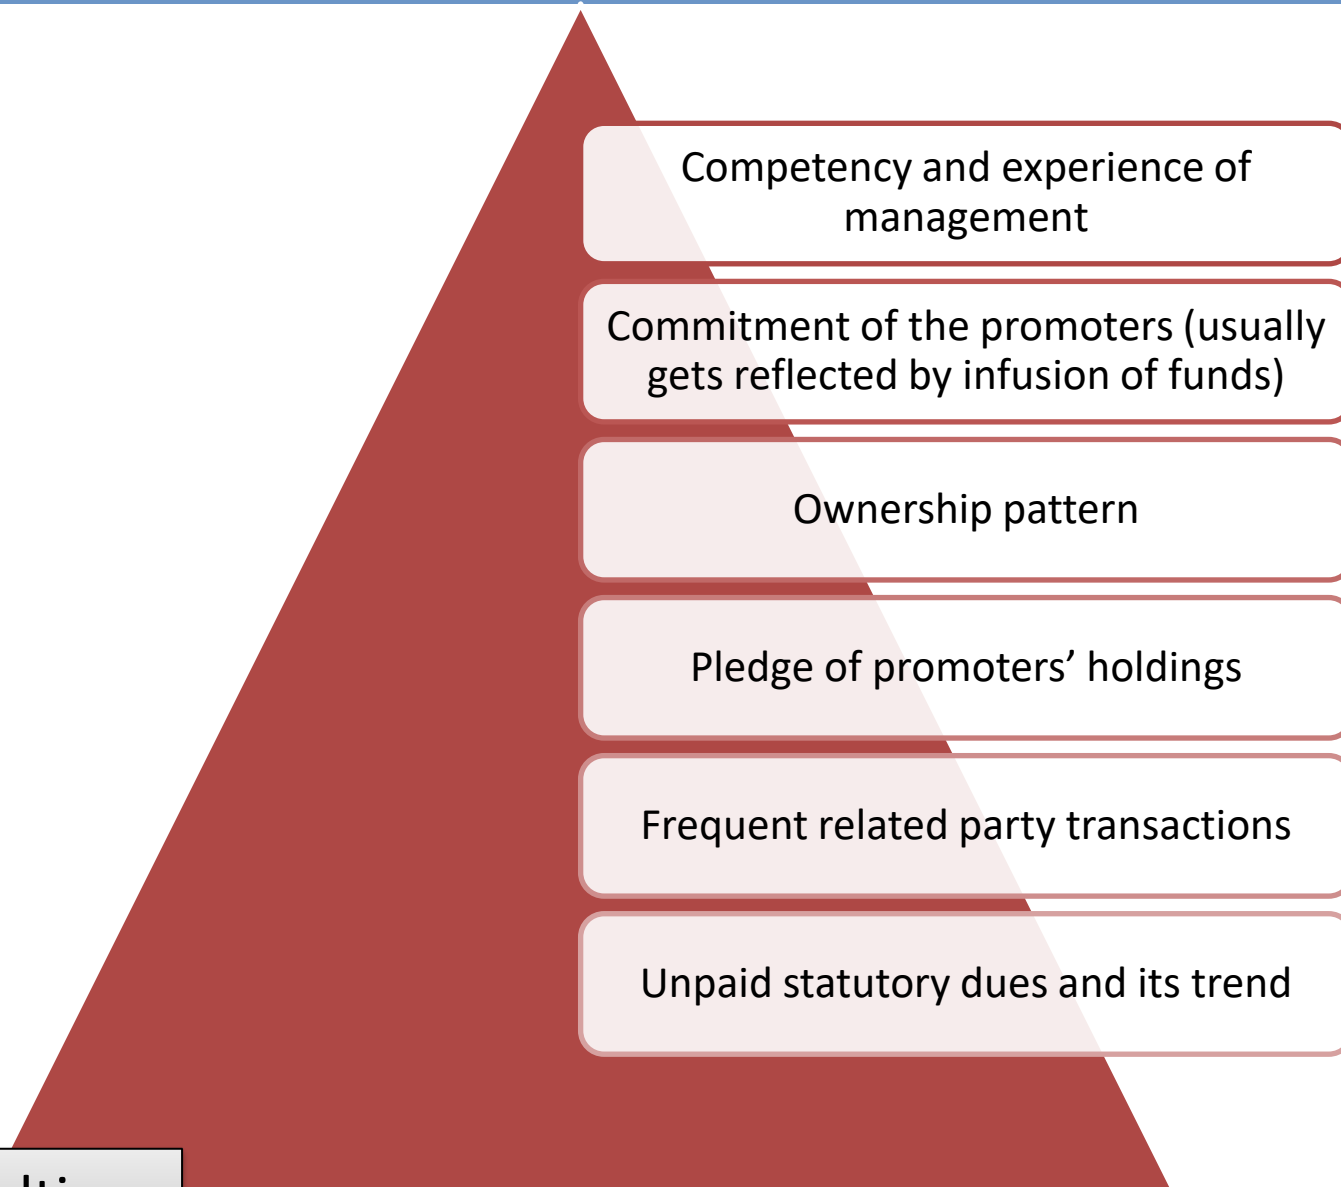 Competency and experience of
management
Commitment of the promoters (usually
gets reflected by infusion of funds)
Ownership pattern
Pledge of promoters’ holdings
Frequent related party transactions
Unpaid statutory dues and its trend